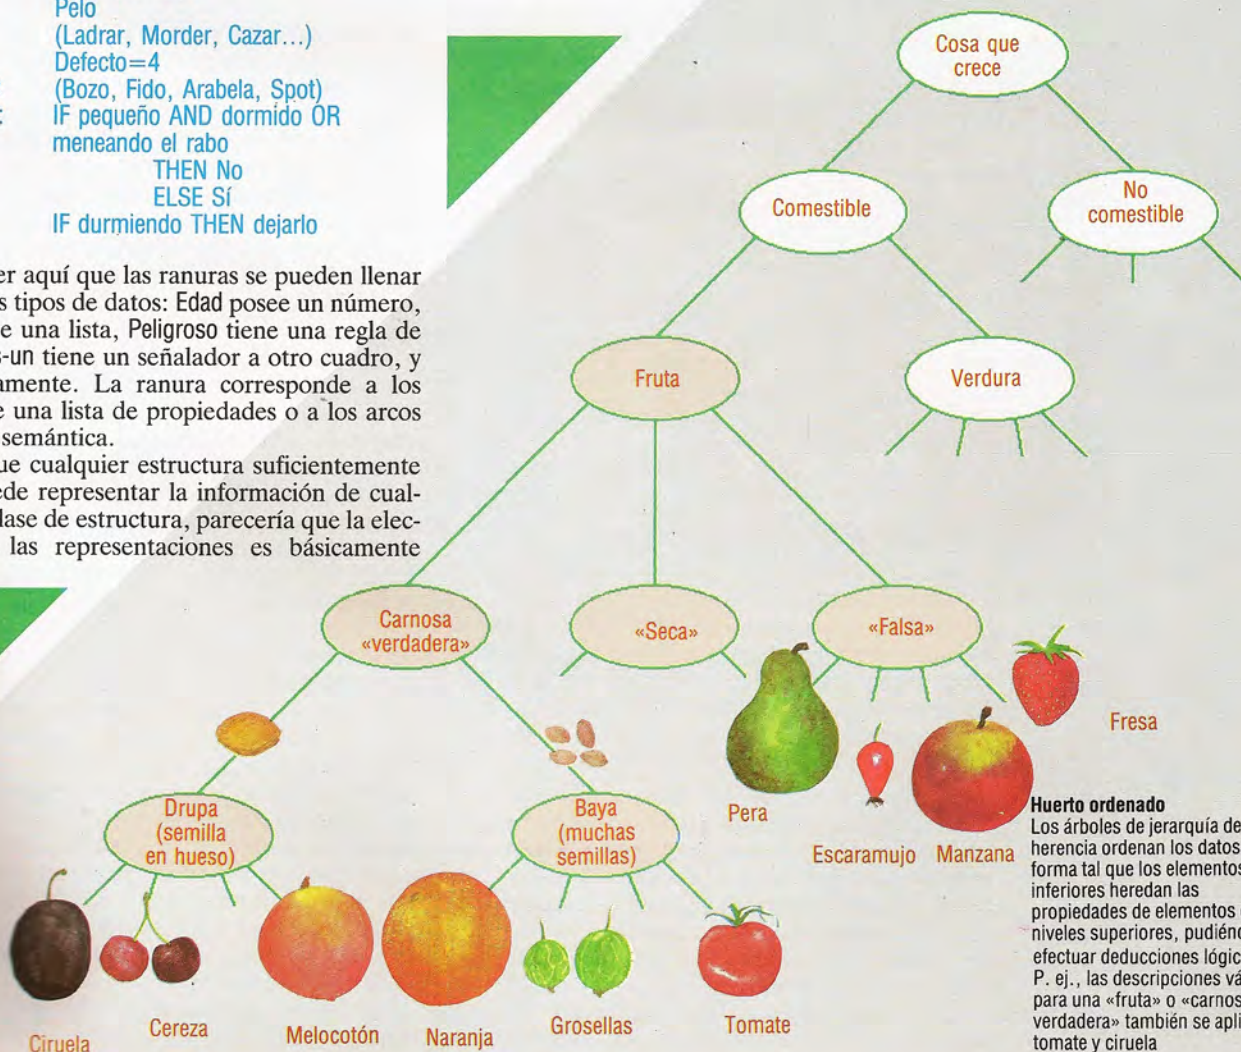 Pelo
(Ladrar, Morder, Cazar...)
Defecto=4
(Bozo, Fido, Arabela, Spot)
: IF pequeño AND dormido OR
meneando el rabo
THEN No
ELSE Sí
IF durmiendo THEN dejarlo
er aquí que las ranuras se pueden llenar
s tipos de datos: Edad posee un número,
e una lista, Peligroso tiene una regla de
s-un tiene un señalador a otro cuadro, y
amente. La ranura corresponde a los
e una lista de propiedades o a los arcos
semántica.
ue cualquier estructura suficientemente
ede representar la información de cual-
lase de estructura, parecería que la elec-
las representaciones es básicamente
Cosa que
crece
Comestible
No
comestible
Fruta
Verdura
Carnosa
«verdadera»
«Seca»
«Falsa»
Drupa
(semilla
en hueso)
Baya
(muchas
semillas)
Pera
Escaramujo
Manzana
Fresa
Ciruela
Cereza
Melocotón
Naranja
Grosellas
Tomate
Huerto ordenado
Los árboles de jerarquía de
herencia ordenan los datos
forma tal que los elementos
inferiores heredan las
propiedades de elementos
niveles superiores, pudién
efectuar deducciones lógic
P. ej., las descripciones vá
para una «fruta» o «carnos
verdadera» también se apli
tomate y ciruela